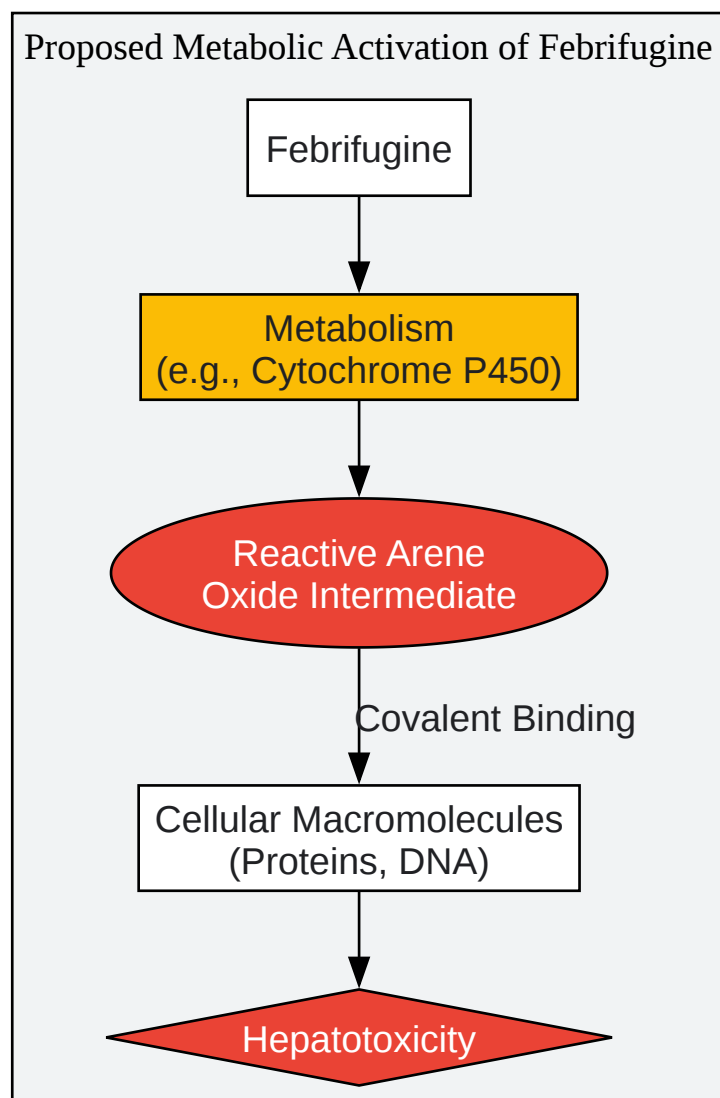 Proposed Metabolic Activation of Febrifugine
Febrifugine
Metabolism
(e.g., Cytochrome P450)
Reactive Arene
Oxide Intermediate
Covalent Binding
Cellular Macromolecules
(Proteins, DNA)
Hepatotoxicity